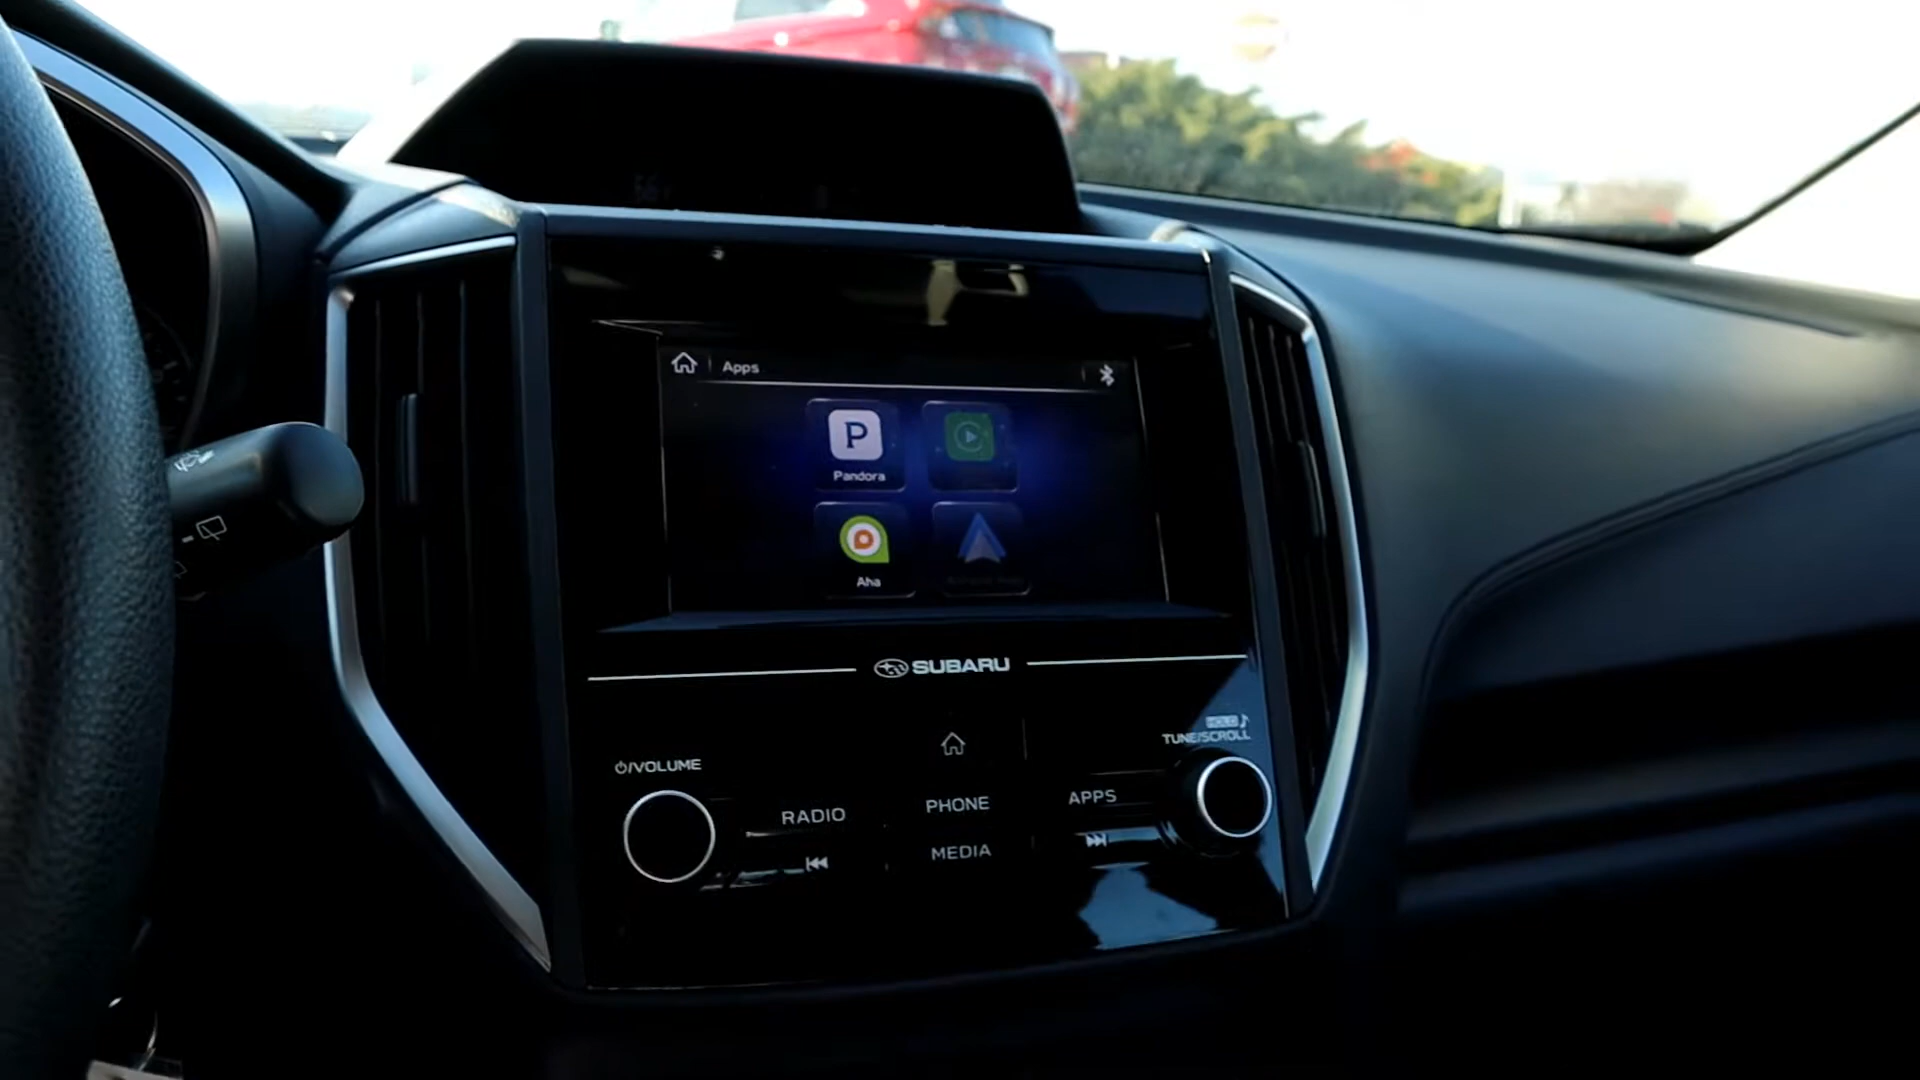 Apps
Pandora
Aha
SUBARU
HOLD
TUNE/SCROLL
/VOLUME
RADIO
PHONE
APPS
MEDIA